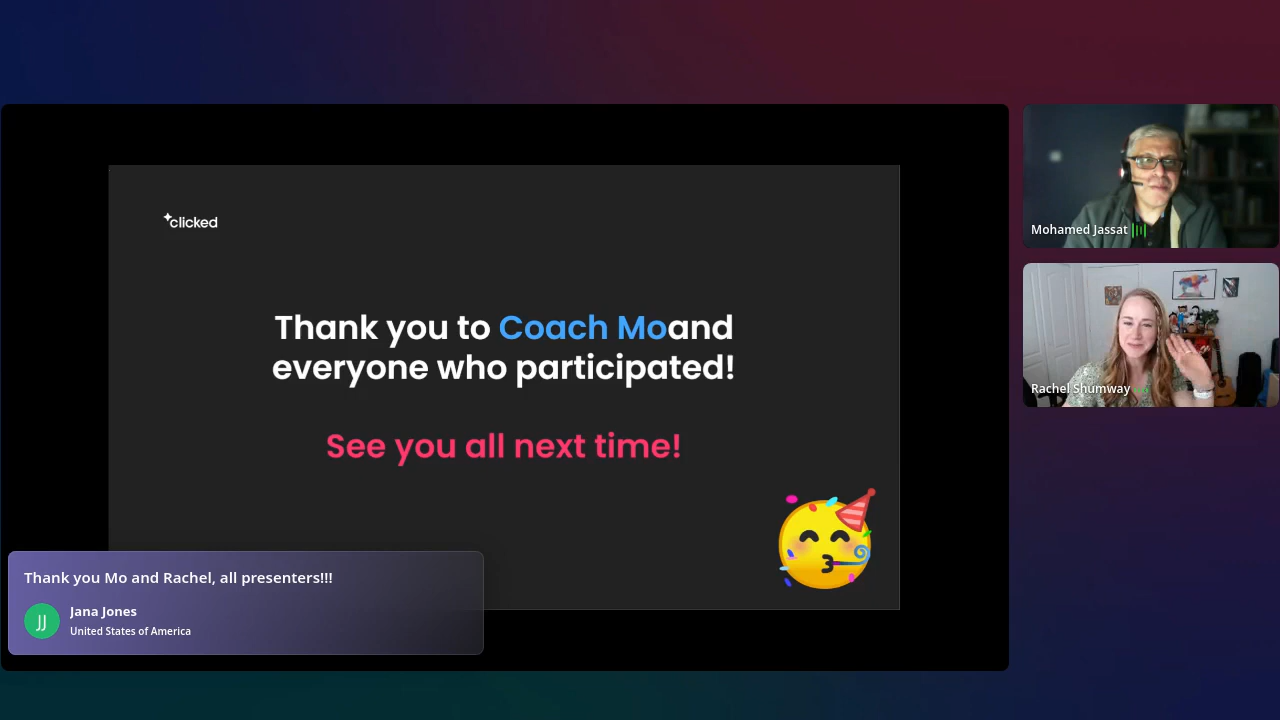 clicked
Thank you to Coach Moand
everyone who participated!
See you all next time!
Thank you Mo and Rachel, all presenters!!!
JJ
Jana Jones
United States of America
Mohamed Jassat
Rachel Shumway